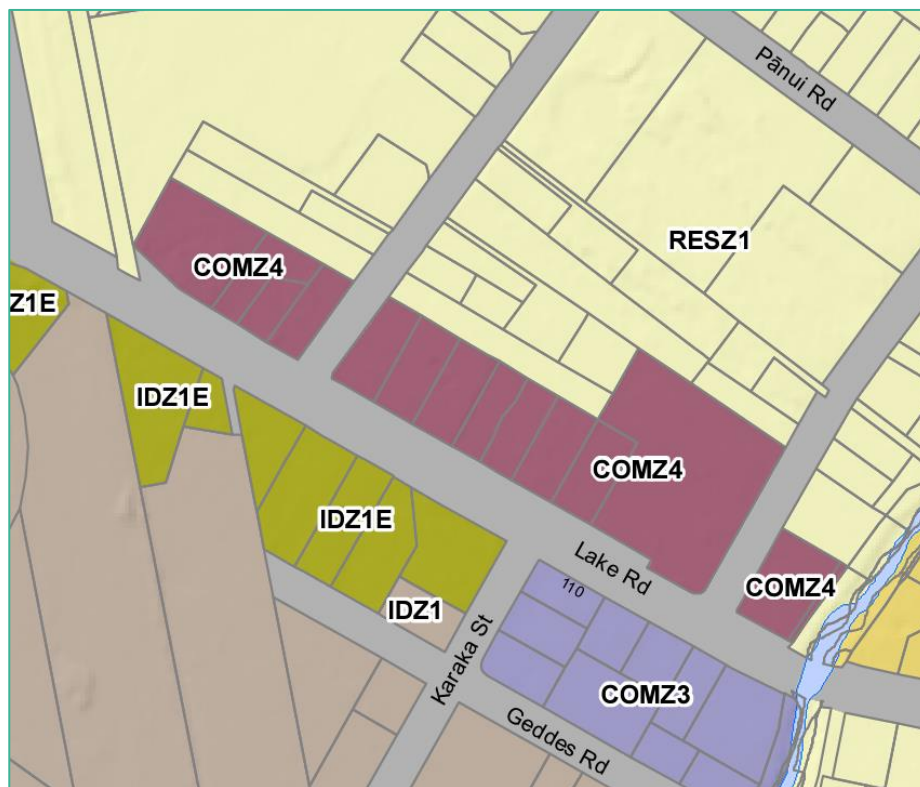 Pānui Rd
RESZ1
COMZ4
Z1E
IDZ1E
COMZ4
IDZ1E
Lake Rd
110
COMZ4
IDZ1
Karaka St
COMZ3
Geddes Rd